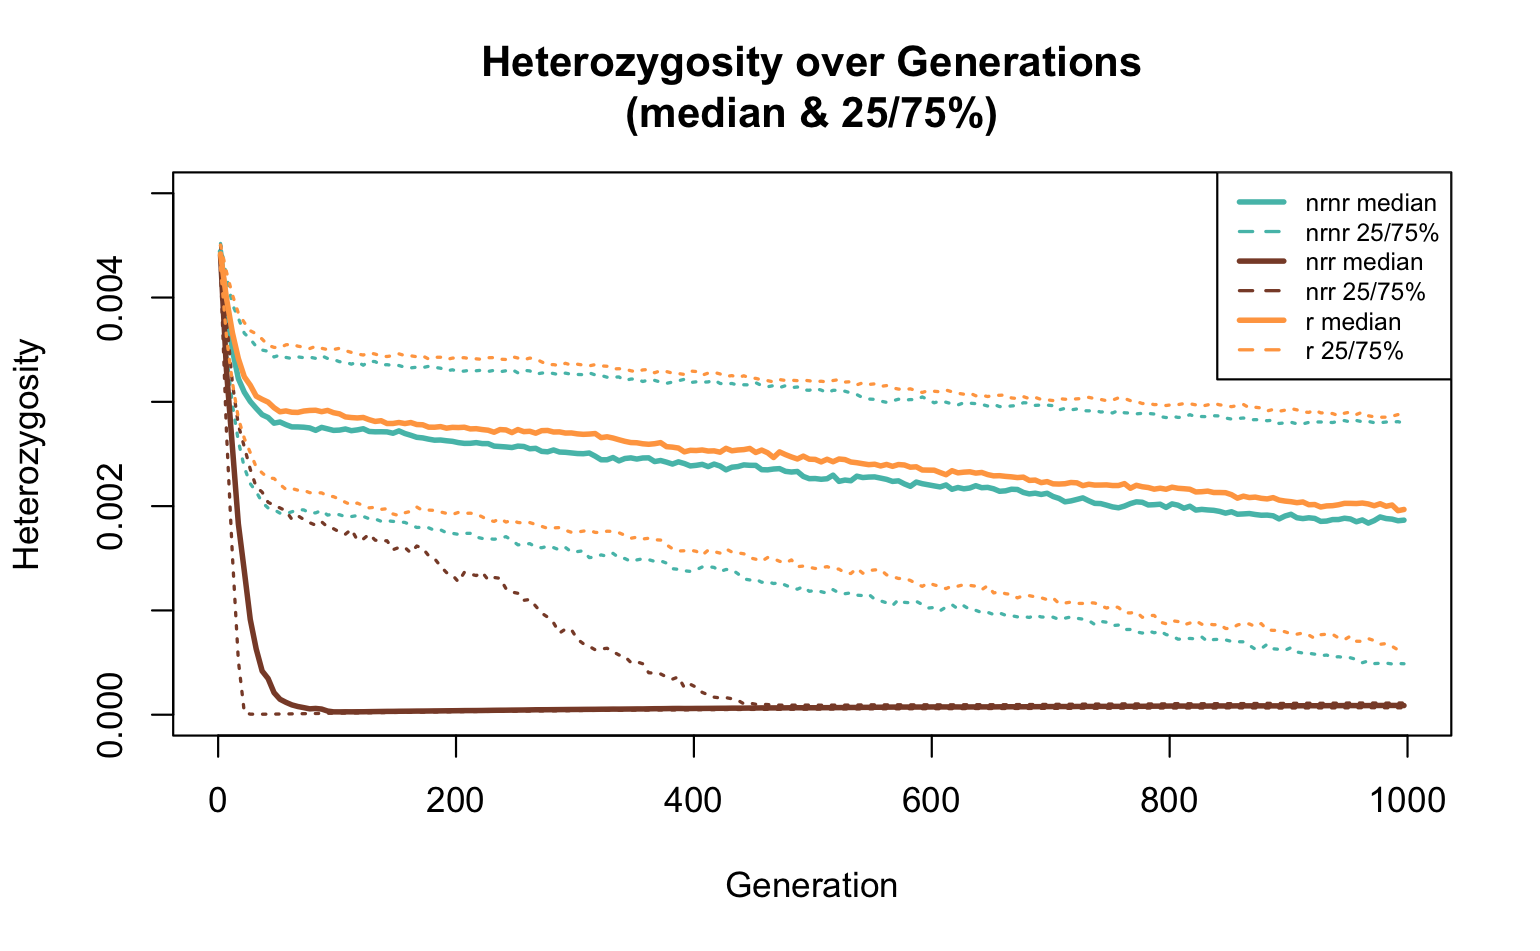 Heterozygosity over Generations
(median & 25/75%)
nrnr median
nrnr 25/75%
nrr median
nrr 25/75%
r median
r 25/75%
Heterozygosity
0.004
0.002
0.000
0 200 400 600 800 1000
Generation